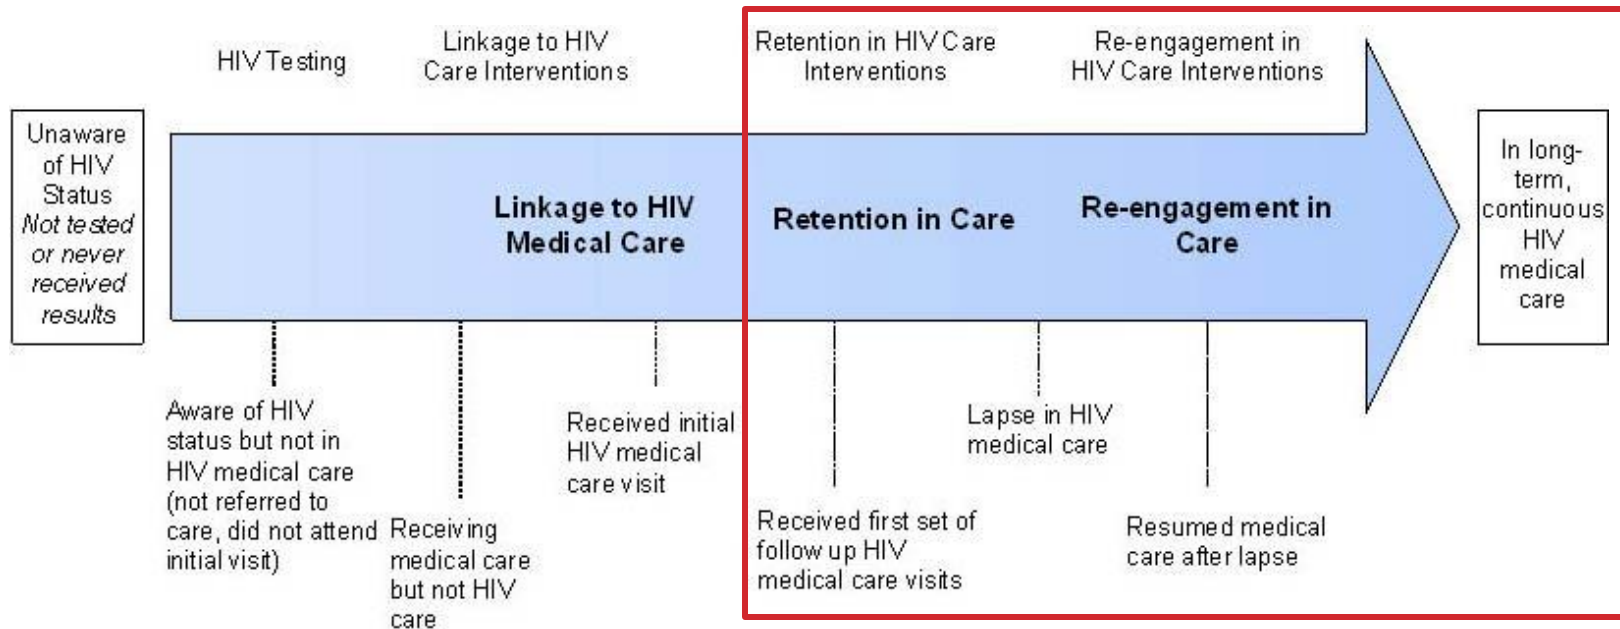 HIV Testing
Linkage to HIV
Care Interventions
Retention in HIV Care
Interventions
Re-engagement in
HIV Care Interventions
Unaware
of HIV
Status
Not tested
or never
received
results
Linkage to HIV
Medical Care
Retention in Care
Re-engagement in
Care
In long-
term,
continuous
HIV
medical
care
Aware of HIV
status but not in
HIV medical care
(not referred to
care, did not attend
initial visit)
Receiving
medical care
but not HIV
care
Received initial
HIV medical
care visit
Received first set of
follow up HIV
medical care visits
Lapse in HIV
medical care
Resumed medical
care after lapse